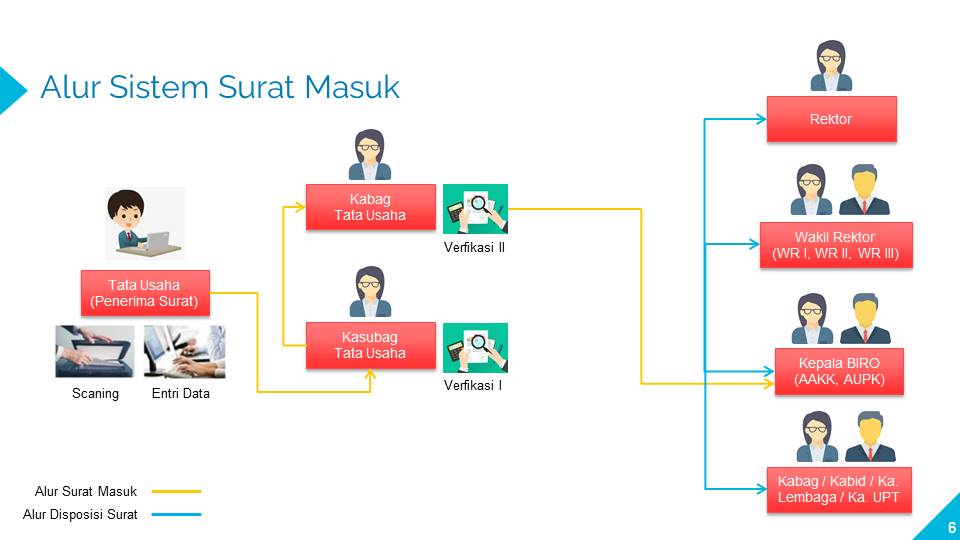 Alur Sistem Surat Masuk
Rektor
Kabag
Tata Usaha
Verfikasi II
Wakil Rektor
(WR I, WR II, WR III)
Tata Usaha
(Penerima Surat)
Kasubag
Tata Usaha
Verfikasi I
Kepala BIRO
(AAKK, AUPK)
Scaning
Entri Data
Kabag / Kabid / Ka.
Lembaga / Ka. UPT
Alur Surat Masuk
Alur Disposisi Surat
6